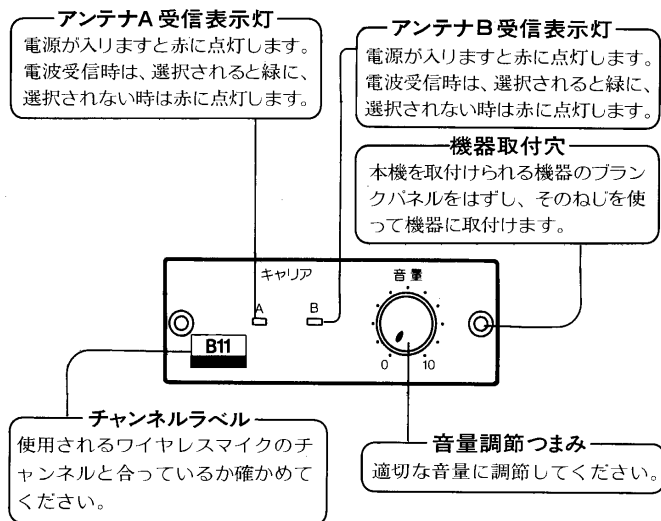 アンテナA 受信表示灯
電源が入りますと赤に点灯します。
電波受信時は、選択されると緑に、
選択されない時は赤に点灯します。
アンテナB 受信表示灯
電源が入りますと赤に点灯します。
電波受信時は、選択されると緑に、
選択されない時は赤に点灯します。
機器取付穴
本機を取付けられる機器のブラン
クパネルをはずし、そのねじを使
って機器に取付けます。
キャリア
音量
A
B
B11
0
10
チャンネルラベル
使用されるワイヤレスマイクのチ
ャンネルと合っているか確かめて
ください。
音量調節つまみ
適切な音量に調節してください。